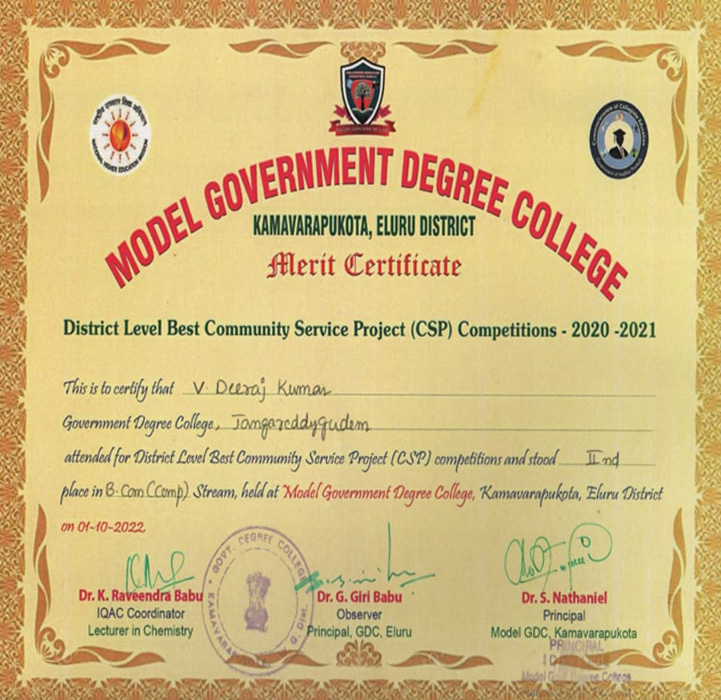 MODEL GOVERNMENT DEGREE COLLEGE
KAMAVARAPUKOTA, ELURU DISTRICT
Merit Certificate
District Level Best Community Service Project (CSP) Competitions - 2020 -2021
This is to certify that V. Deeraj Kumar
Government Degree College, Jangareddygudem
attended for District Level Best Community Service Project (CSP) competitions and stood IInd
place in B.Com (Comp) Stream, held at Model Government Degree College, Kamavarapukota, Eluru District
on 01-10-2022.
GOVT. DEGREE COLLEGE
Dr. K. Raveendra Babu Dr. G. Giri Babu Dr. S. Nathaniel
IQAC Coordinator Observer Principal
Lecturer in Chemistry Principal, GDC, Eluru Model GDC, Kamavarapukota
PRINCIPAL